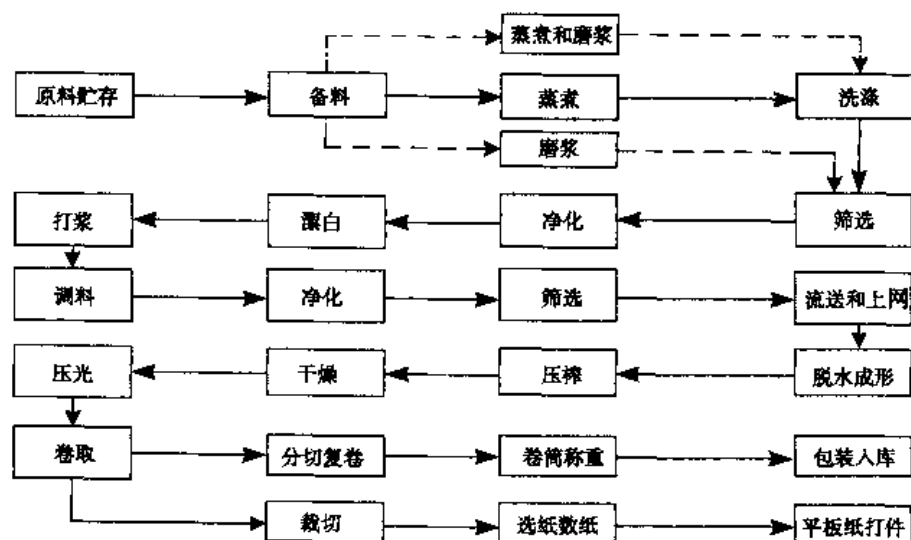 蒸煮和磨浆
原料贮存
备料
蒸煮
洗涤
磨浆
打浆
漂白
净化
筛选
调料
净化
筛选
流送和上网
压光
干燥
压榨
脱水成形
卷取
分切复卷
卷筒称重
包装入库
裁切
选纸数纸
平板纸打件